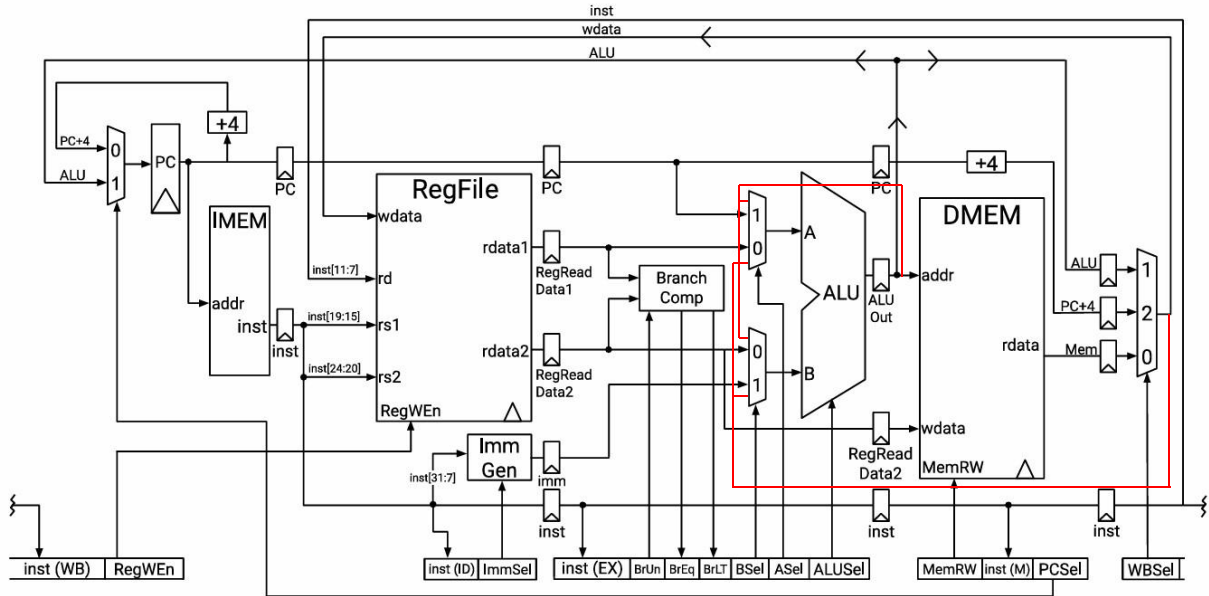 inst
wdata
ALU
+4
PC+4
0
ALU
1
PC
PC
PC
PC
+4
IMEM
addr
inst
inst
RegFile
wdata
inst[11:7]
rd
inst[19:15]
rs1
inst[24:20]
rs2
RegWEn
rdata1
rdata2
RegRead
Data1
RegRead
Data2
Branch
Comp
1
0
0
1
A
B
ALU
ALU
Out
DMEM
addr
rdata
wdata
MemRW
RegRead
Data2
ALU
PC+4
Mem
1
2
0
Imm
Gen
inst[31:7]
imm
inst
inst
inst
inst (WB) RegWEn
inst (ID) ImmSel
inst (EX) BrUn BrEq BrLT BSel ASel ALUSel
MemRW inst (M) PCSel
WBSel